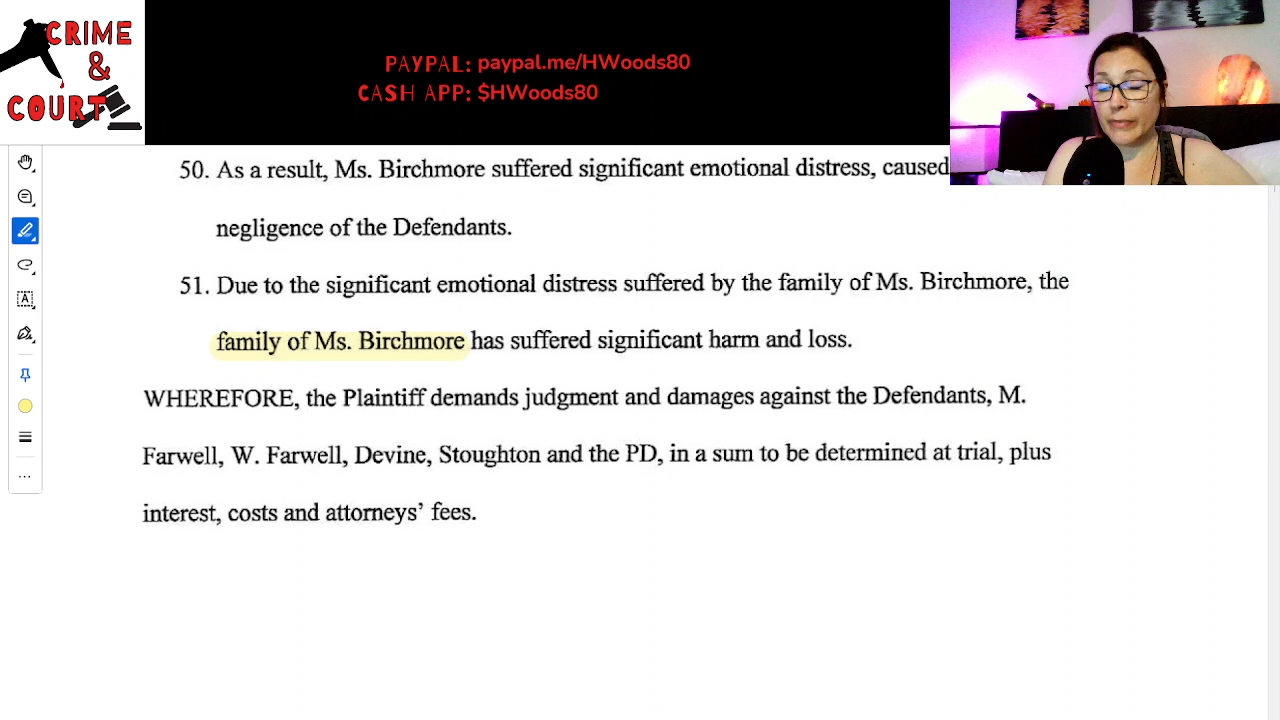 CRIME
&
COURT
PAYPAL: paypal.me/HWoods80
CASH APP: $HWoods80
50. As a result, Ms. Birchmore suffered significant emotional distress, caused
negligence of the Defendants.
51. Due to the significant emotional distress suffered by the family of Ms. Birchmore, the
family of Ms. Birchmore has suffered significant harm and loss.
WHEREFORE, the Plaintiff demands judgment and damages against the Defendants, M.
Farwell, W. Farwell, Devine, Stoughton and the PD, in a sum to be determined at trial, plus
interest, costs and attorneys' fees.